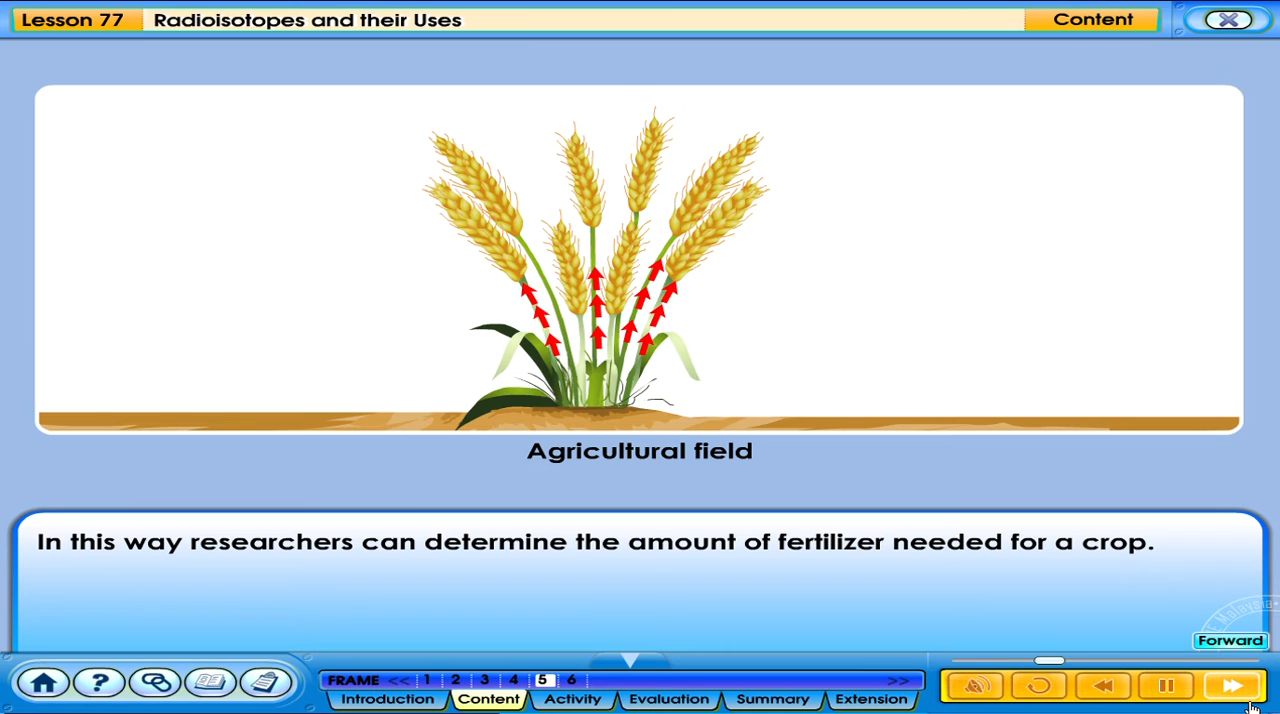 Lesson 77
Radioisotopes and their Uses
Content
Agricultural field
In this way researchers can determine the amount of fertilizer needed for a crop.
Malaysia
Forward
FRAME << 1 2 3 4 5 6 >>
Introduction Content Activity Evaluation Summary Extension